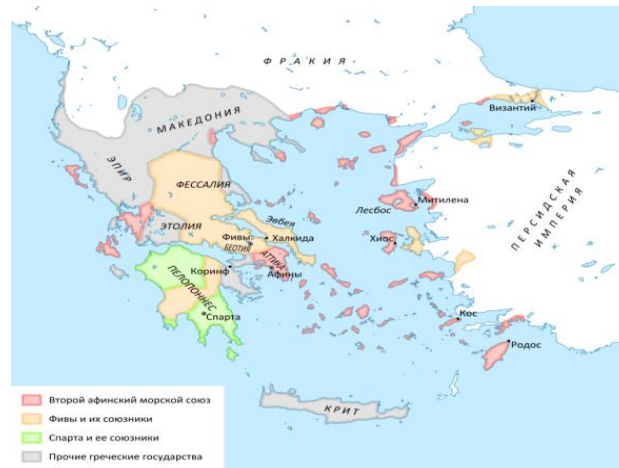 ФРАКИЯ
Византий
МАКЕДОНИЯ
ЭПИР
ФЕССАЛИЯ
Лесбос
Митилена
ПЕРСИДСКАЯ
ИМПЕРИЯ
ЭТОЛИЯ
Эвбея
Фивы
Халкида
БЕОТИЯ
Хиос
АТТИКА
Коринф
Афины
ПЕЛОПОННЕС
Спарта
Кос
Родос
КРИТ
Второй афинский морской союз
Фивы и их союзники
Спарта и ее союзники
Прочие греческие государства